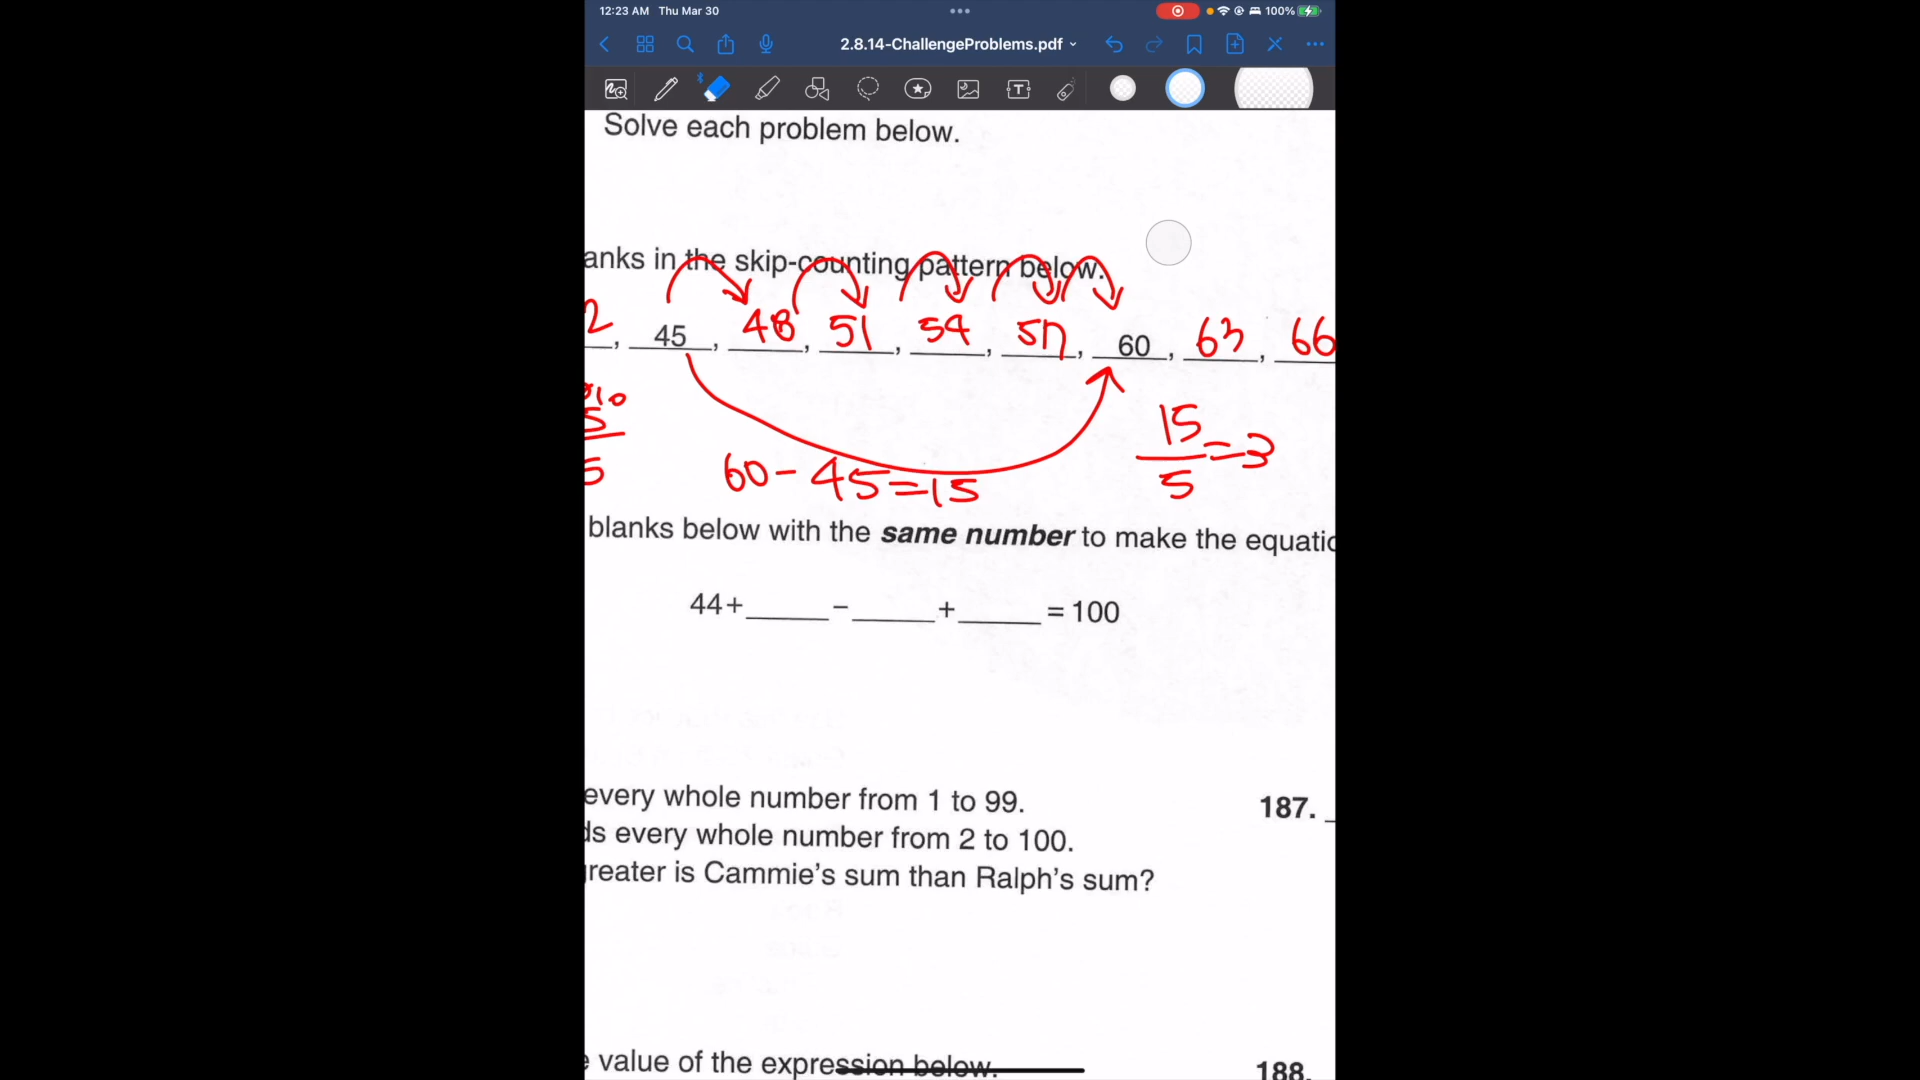 12:23 AM Thu Mar 30
100%
2.8.14-ChallengeProblems.pdf
Solve each problem below.
anks in the skip-counting pattern below.
2, 45, 48, 51, 54, 57, 60, 63, 66
5
5
60-45=15
15
5
=3
blanks below with the same number to make the equatio
44+____-____+____=100
every whole number from 1 to 99.
187.
ds every whole number from 2 to 100.
reater is Cammie's sum than Ralph's sum?
e value of the expression below.
188.